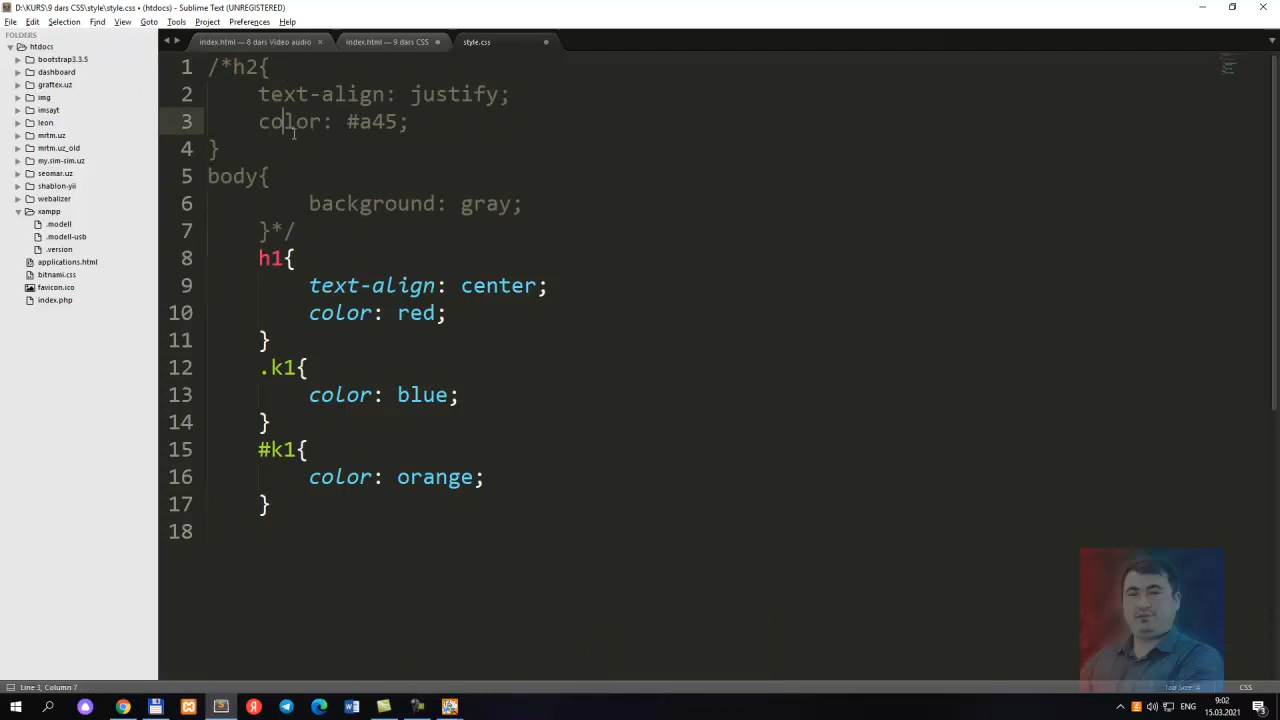 D:\KURS\9 dars CSS\style\style.css • (htdocs) - Sublime Text (UNREGISTERED)
File Edit Selection Find View Goto Tools Project Preferences Help
FOLDERS
htdocs
bootstrap3.3.5
dashboard
graftex.uz
img
imsayt
leon
mrtm.uz
mrtm.uz_old
my.sim-sim.uz
seomar.uz
shablon-yii
webalizer
xampp
.modell
.modell-usb
.version
applications.html
bitnami.css
favicon.ico
index.php
index.html — 8 dars Video audio
index.html — 9 dars CSS
style.css
1 /*h2{
2 text-align: justify;
3 color: #a45;
4 }
5 body{
6 background: gray;
7 }*/
8 h1{
9 text-align: center;
10 color: red;
11 }
12 .k1{
13 color: blue;
14 }
15 #k1{
16 color: orange;
17 }
18
Line 3, Column 7
Tab Size: 4
CSS
ENG
9:02
15.03.2021